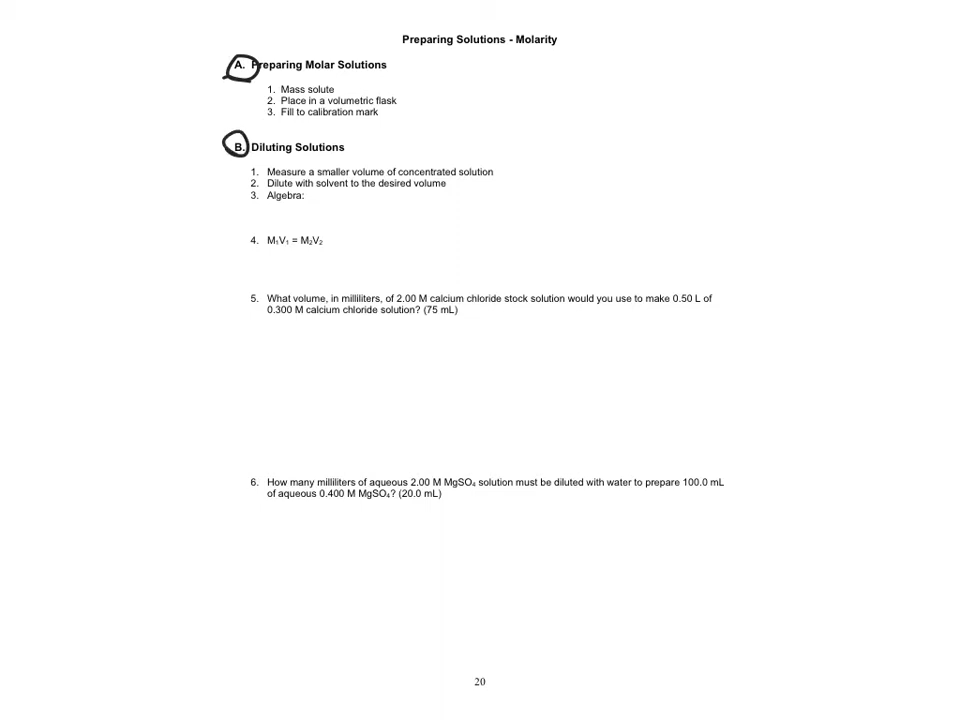 Preparing Solutions - Molarity
A. Preparing Molar Solutions
1. Mass solute
2. Place in a volumetric flask
3. Fill to calibration mark
B. Diluting Solutions
1. Measure a smaller volume of concentrated solution
2. Dilute with solvent to the desired volume
3. Algebra:
4. M₁V₁ = M₂V₂
5. What volume, in milliliters, of 2.00 M calcium chloride stock solution would you use to make 0.50 L of
0.300 M calcium chloride solution? (75 mL)
6. How many milliliters of aqueous 2.00 M MgSO₄ solution must be diluted with water to prepare 100.0 mL
of aqueous 0.400 M MgSO₄? (20.0 mL)
20